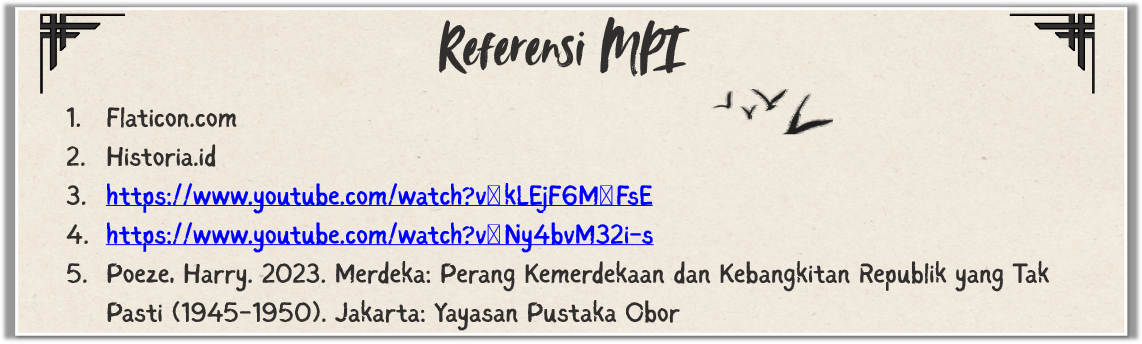 Referensi MPI
1. Flaticon.com
2. Historia.id
3. https://www.youtube.com/watch?v▯kLEjF6M▯FsE
4. https://www.youtube.com/watch?v▯Ny4bvM32i-s
5. Poeze, Harry. 2023. Merdeka: Perang Kemerdekaan dan Kebangkitan Republik yang Tak
Pasti (1945-1950). Jakarta: Yayasan Pustaka Obor